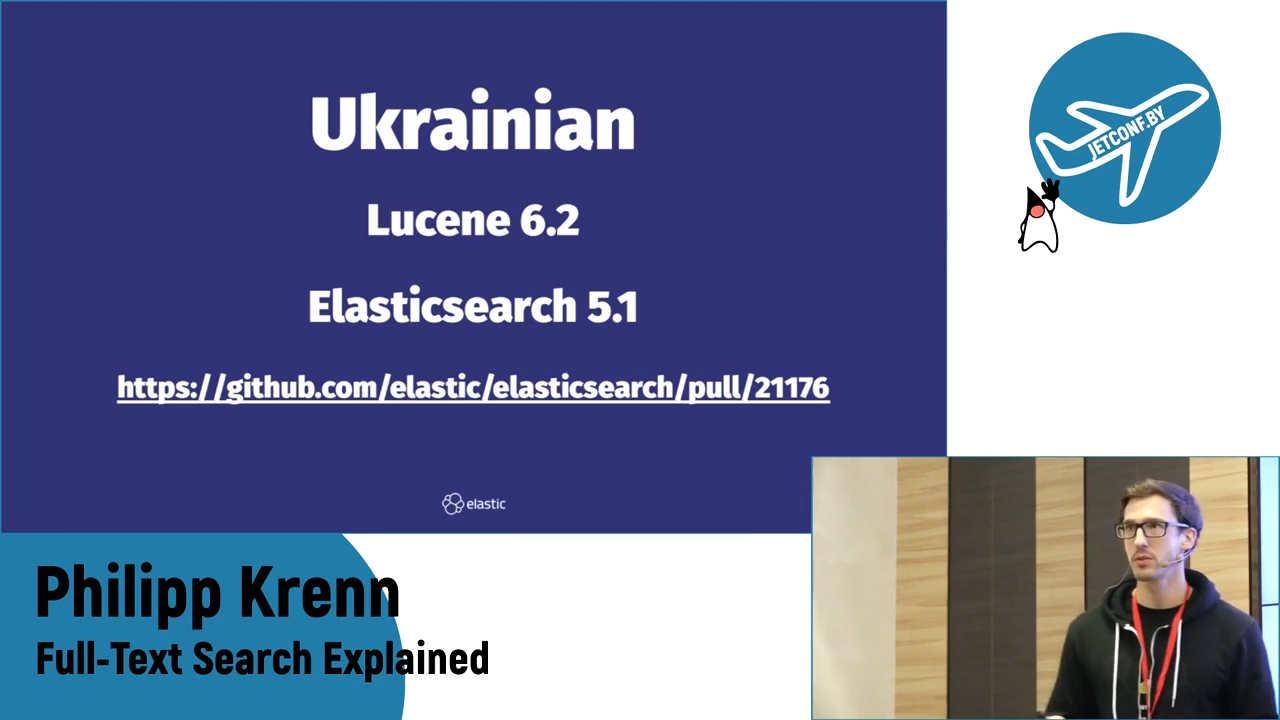 Ukrainian
Lucene 6.2
Elasticsearch 5.1
https://github.com/elastic/elasticsearch/pull/21176
elastic
JETCONF.BY
Philipp Krenn
Full-Text Search Explained